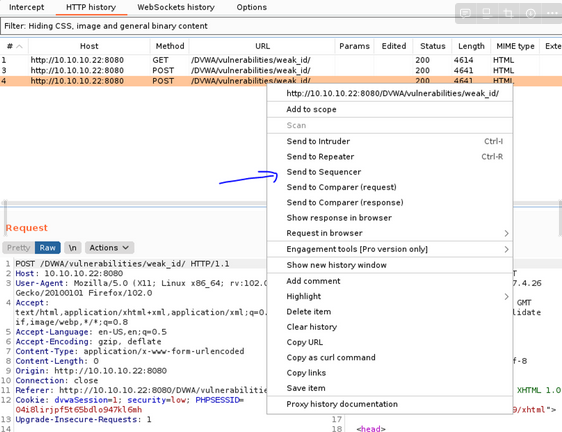 Intercept HTTP history WebSockets history Options
Filter: Hiding CSS, image and general binary content
# Host Method URL Params Edited Status Length MIME type Exte
1 http://10.10.10.22:8080 GET /DVWA/vulnerabilities/weak_id/ 200 4614 HTML
3 http://10.10.10.22:8080 POST /DVWA/vulnerabilities/weak_id/ 200 4641 HTML
4 http://10.10.10.22:8080 POST /DVWA/vulnerabilities/weak_id/ 200 4641 HTML
http://10.10.10.22:8080/DVWA/vulnerabilities/weak_id/
Add to scope
Scan
Send to Intruder Ctrl-I
Send to Repeater Ctrl-R
Send to Sequencer
Send to Comparer (request)
Send to Comparer (response)
Show response in browser
Request in browser
Engagement tools [Pro version only]
Show new history window
Add comment
Highlight
Delete item
Clear history
Copy URL
Copy as curl command
Copy links
Save item
Proxy history documentation
Request
Pretty Raw \n Actions
1 POST /DVWA/vulnerabilities/weak_id/ HTTP/1.1
2 Host: 10.10.10.22:8080
3 User-Agent: Mozilla/5.0 (X11; Linux x86_64; rv:102.0
Gecko/20100101 Firefox/102.0
4 Accept:
text/html,application/xhtml+xml,application/xml;q=0.
if,image/webp,*/*;q=0.8
5 Accept-Language: en-US,en;q=0.5
6 Accept-Encoding: gzip, deflate
7 Content-Type: application/x-www-form-urlencoded
8 Content-Length: 0
9 Origin: http://10.10.10.22:8080
10 Connection: close
11 Referer: http://10.10.10.22:8080/DVWA/vulnerabilitie
12 Cookie: dvwaSession=1; security=low; PHPSESSID=
04i8lirjpf5t65bdlo947kl6mh
13 Upgrade-Insecure-Requests: 1
14
T
7.4.26
GMT
lidate
f-8
XHTML 1.0
9/xhtml">
17
18 <head>